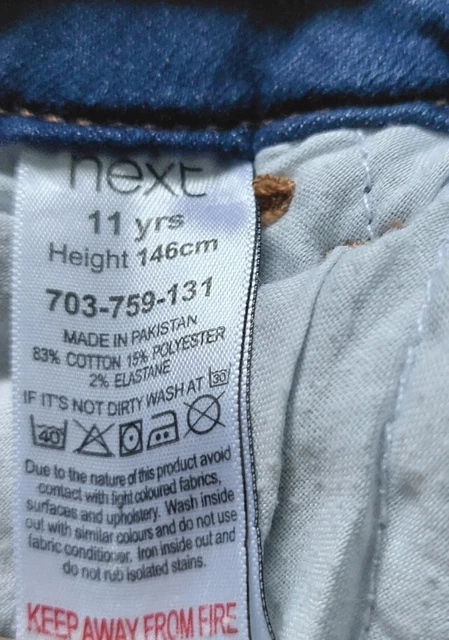 next
11 yrs
Height 146cm
703-759-131
MADE IN PAKISTAN
83% COTTON 15% POLYESTER
2% ELASTANE
IF IT'S NOT DIRTY WASH AT 30
40
Due to the nature of this product avoid
contact with light coloured fabrics,
surfaces and upholstery. Wash inside
out with similar colours and do not use
fabric conditioner. Iron inside out and
do not rub isolated stains.
KEEP AWAY FROM FIRE